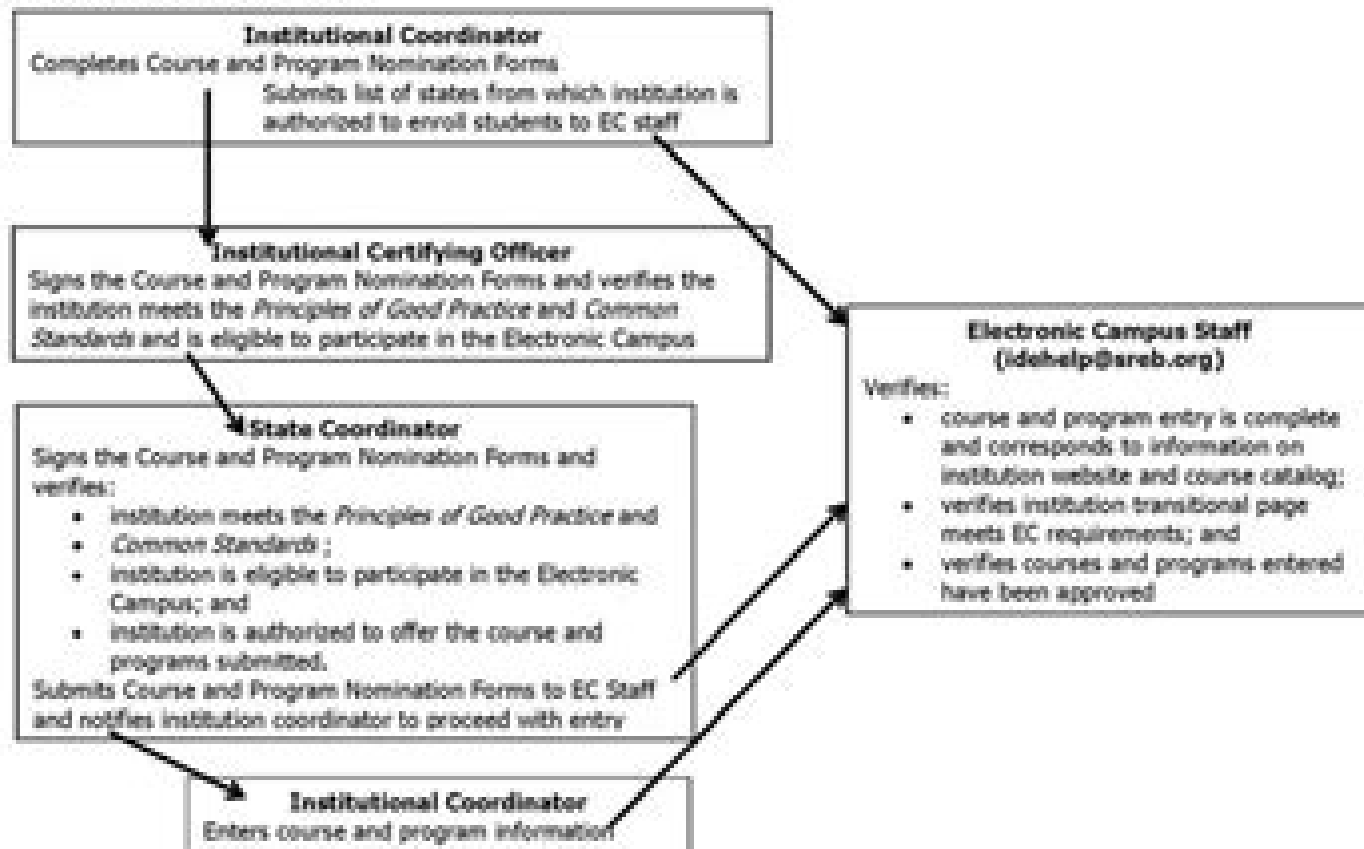 Institutional Coordinator
Completes Course and Program Nomination Forms
Submits list of states from which institution is
authorized to enroll students to EC staff
Institutional Certifying Officer
Signs the Course and Program Nomination Forms and verifies the
institution meets the Principles of Good Practice and Common
Standards and is eligible to participate in the Electronic Campus
State Coordinator
Signs the Course and Program Nomination Forms and
verifies:
• institution meets the Principles of Good Practice and
• Common Standards ;
• institution is eligible to participate in the Electronic
Campus; and
• institution is authorized to offer the course and
programs submitted.
Submits Course and Program Nomination Forms to EC Staff
and notifies institution coordinator to proceed with entry
Institutional Coordinator
Enters course and program information
Electronic Campus Staff
(idehelp@sreb.org)
Verifies:
• course and program entry is complete
and corresponds to information on
institution website and course catalog;
• verifies institution transitional page
meets EC requirements; and
• verifies courses and programs entered
have been approved